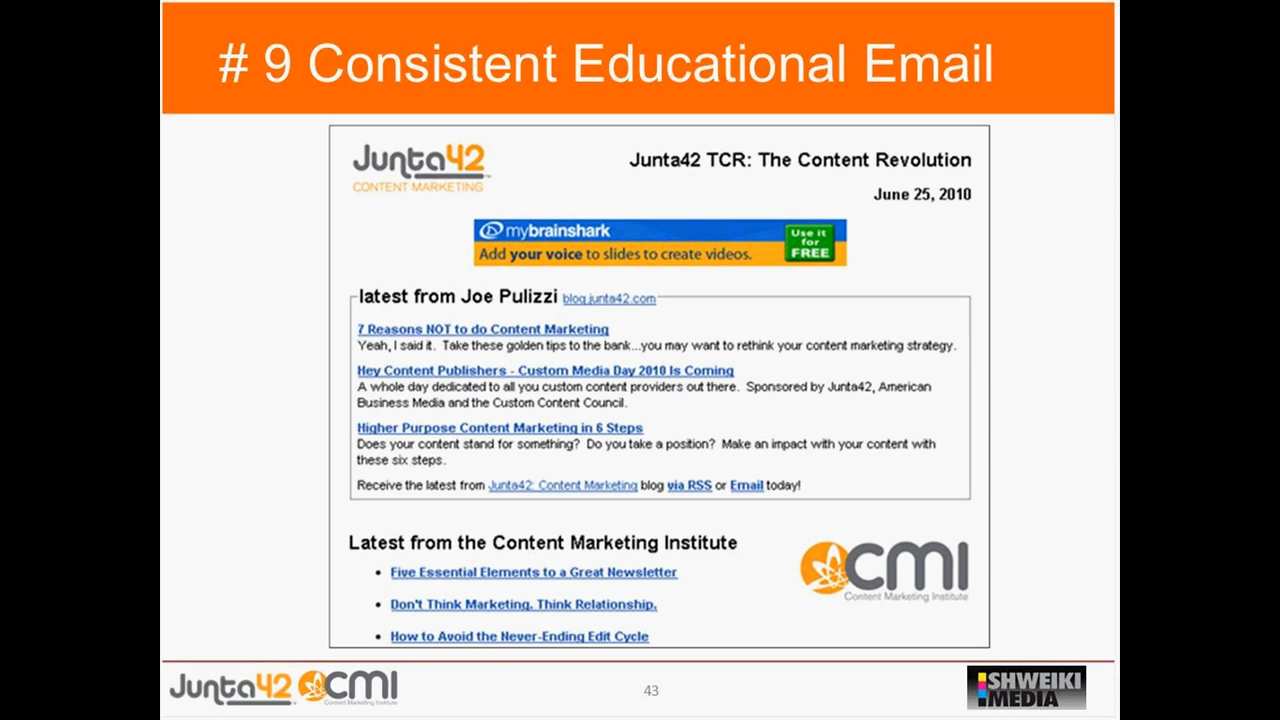 # 9 Consistent Educational Email
Junta42
CONTENT MARKETING
Junta42 TCR: The Content Revolution
June 25, 2010
mybrainshark
Add your voice to slides to create videos.
Use it
for
FREE
latest from Joe Pulizzi blog.junta42.com
7 Reasons NOT to do Content Marketing
Yeah, I said it. Take these golden tips to the bank...you may want to rethink your content marketing strategy.
Hey Content Publishers - Custom Media Day 2010 Is Coming
A whole day dedicated to all you custom content providers out there. Sponsored by Junta42, American
Business Media and the Custom Content Council.
Higher Purpose Content Marketing in 6 Steps
Does your content stand for something? Do you take a position? Make an impact with your content with
these six steps.
Receive the latest from Junta42: Content Marketing blog via RSS or Email today!
Latest from the Content Marketing Institute
CMI
Content Marketing Institute
• Five Essential Elements to a Great Newsletter
• Don't Think Marketing. Think Relationship.
• How to Avoid the Never-Ending Edit Cycle
Junta42 CMI
Content Marketing Institute
43
SHWEIKI
MEDIA